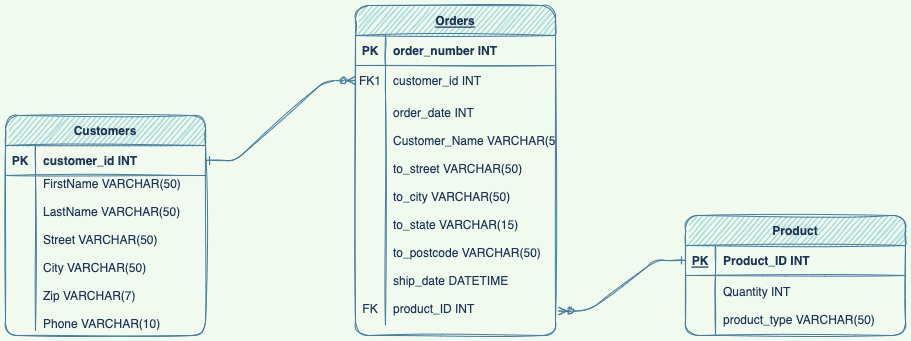 Customers
PK customer_id INT
FirstName VARCHAR(50)
LastName VARCHAR(50)
Street VARCHAR(50)
City VARCHAR(50)
Zip VARCHAR(7)
Phone VARCHAR(10)
Orders
PK order_number INT
FK1 customer_id INT
order_date INT
Customer_Name VARCHAR(5
to_street VARCHAR(50)
to_city VARCHAR(50)
to_state VARCHAR(15)
to_postcode VARCHAR(50)
ship_date DATETIME
FK product_ID INT
Product
PK Product_ID INT
Quantity INT
product_type VARCHAR(50)